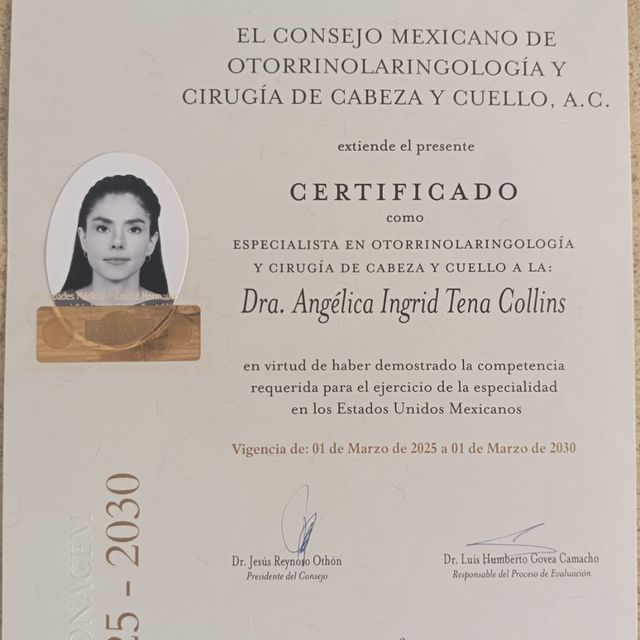 EL CONSEJO MEXICANO DE
OTORRINOLARINGOLOGÍA Y
CIRUGÍA DE CABEZA Y CUELLO, A.C.
extiende el presente
CERTIFICADO
como
ESPECIALISTA EN OTORRINOLARINGOLOGÍA
Y CIRUGÍA DE CABEZA Y CUELLO A LA:
Dra. Angélica Ingrid Tena Collins
en virtud de haber demostrado la competencia
requerida para el ejercicio de la especialidad
en los Estados Unidos Mexicanos
Vigencia de: 01 de Marzo de 2025 a 01 de Marzo de 2030
Dr. Jesús Reynoso Othón
Presidente del Consejo
Dr. Luis Humberto Govea Camacho
Responsable del Proceso de Evaluación
ONACEM
25 - 2030